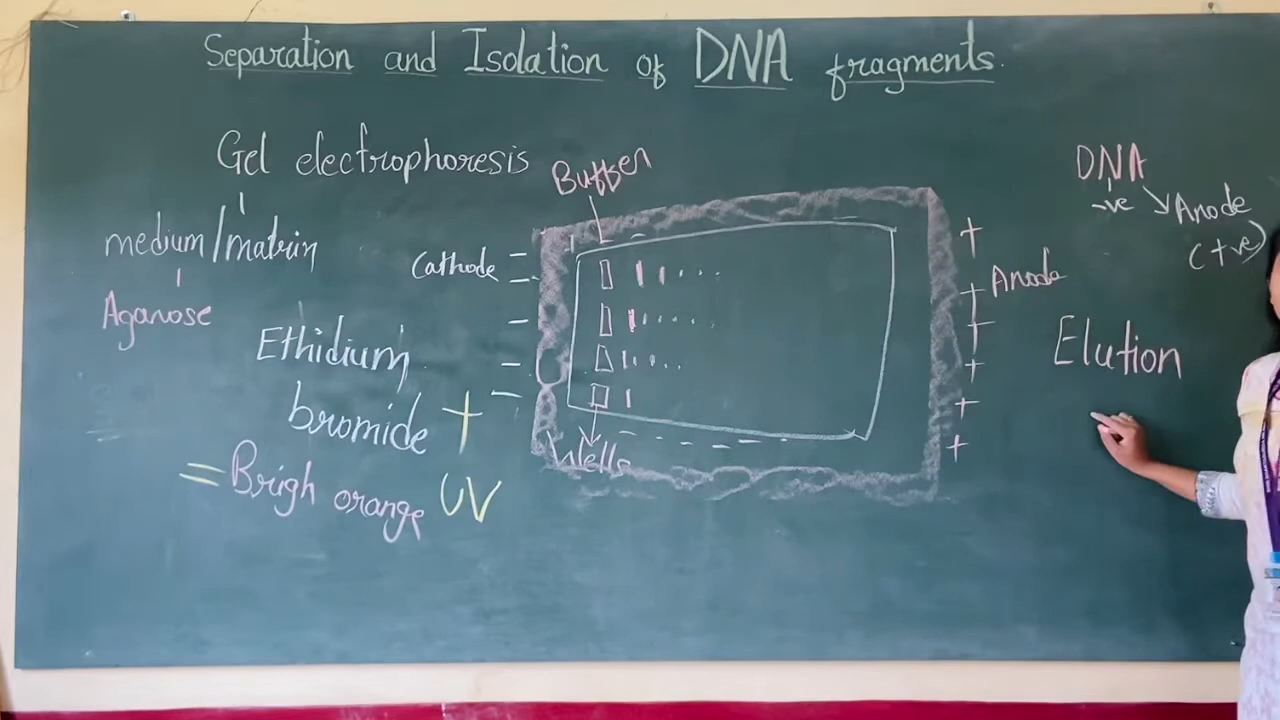 Separation and Isolation of DNA fragments.
Gel electrophoresis
medium/matrix
Agarose
Ethidium
bromide + UV
= Brigh orange
Buffer
Cathode
Wells
Anode
DNA
-ve
Anode
(+ve)
Elution